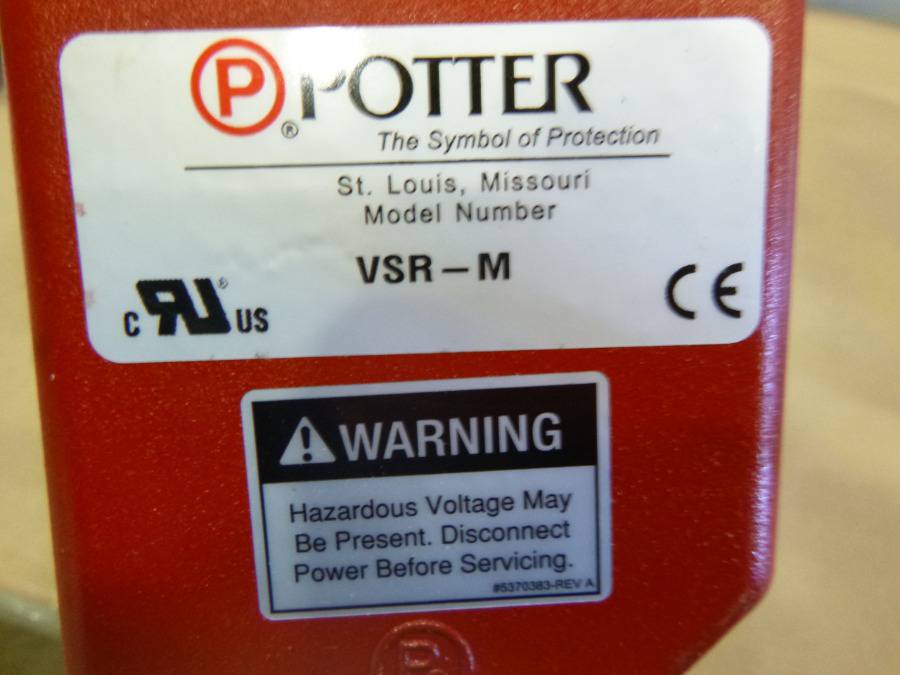 P ® POTTER
The Symbol of Protection
St. Louis, Missouri
Model Number
VSR-M
C RU ® US
CE
WARNING
Hazardous Voltage May
Be Present. Disconnect
Power Before Servicing.
#5370383-REV A
P